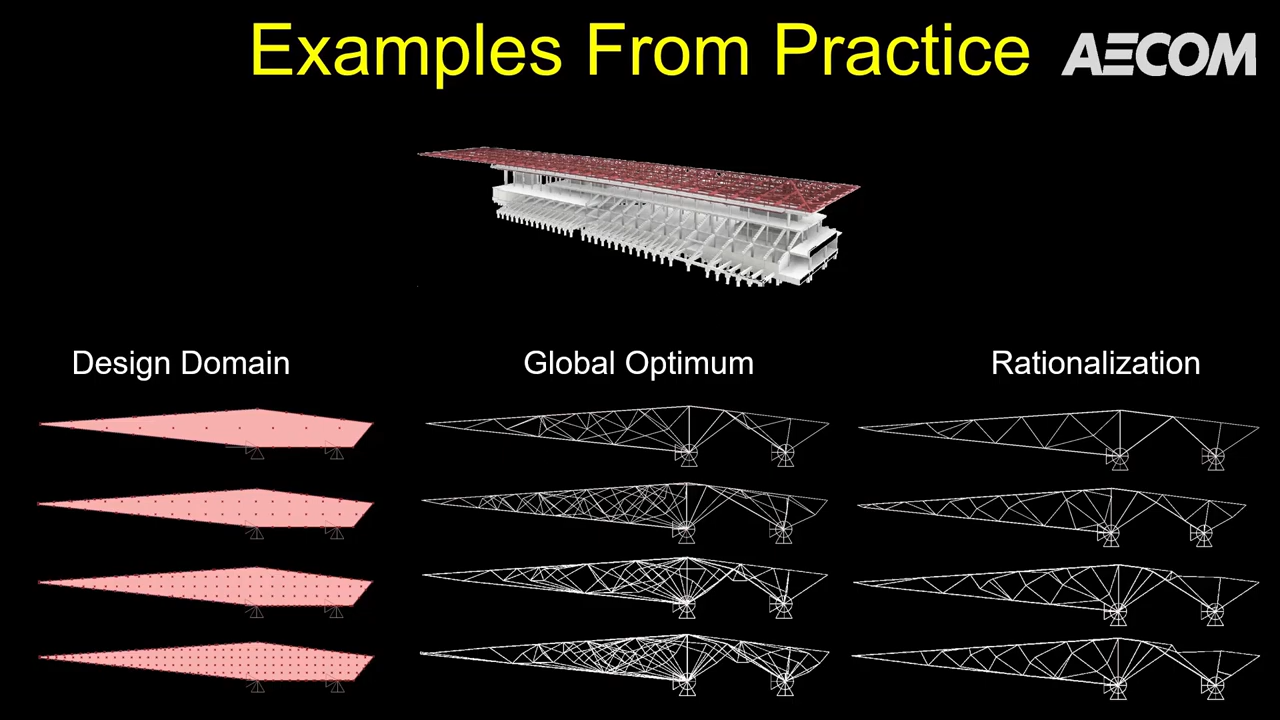 Examples From Practice
AECOM
Design Domain
Global Optimum
Rationalization